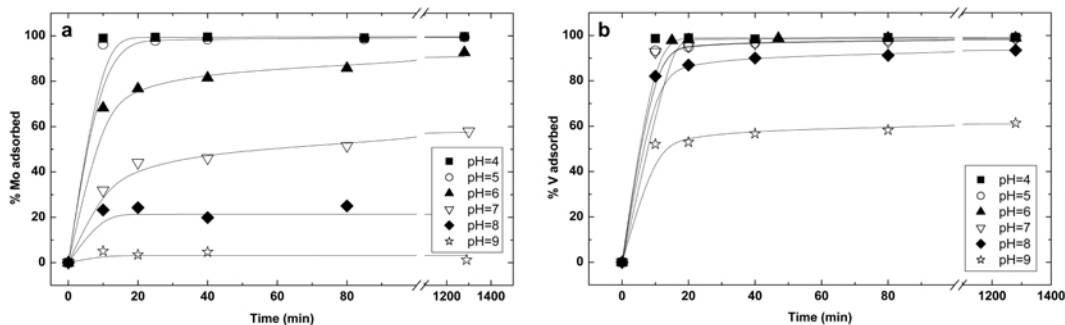 a
% Mo adsorbed
100
80
60
40
20
0
pH=4
pH=5
pH=6
pH=7
pH=8
pH=9
0 20 40 60 80 1200 1400
Time (min)
b
% V adsorbed
100
80
60
40
20
0
pH=4
pH=5
pH=6
pH=7
pH=8
pH=9
0 20 40 60 80 1200 1400
Time (min)